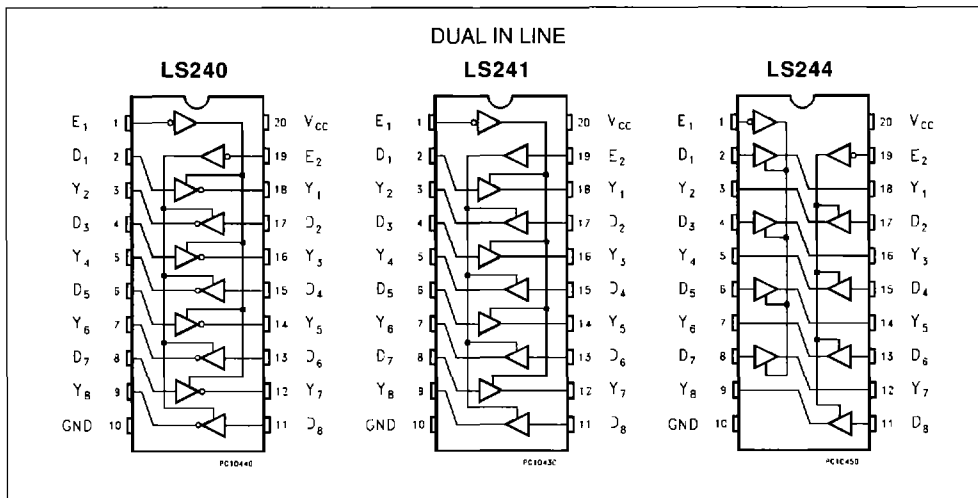 DUAL IN LINE
LS240
E1 1 20 VCC
D1 2 19 E2
Y2 3 18 Y1
D3 4 17 D2
Y4 5 16 Y3
D5 6 15 D4
Y6 7 14 Y5
D7 8 13 D6
Y8 9 12 Y7
GND 10 11 D8
PC10440
LS241
E1 1 20 VCC
D1 2 19 E2
Y2 3 18 Y1
D3 4 17 D2
Y4 5 16 Y3
D5 6 15 D4
Y6 7 14 Y5
D7 8 13 D6
Y8 9 12 Y7
GND 10 11 D8
PC10430
LS244
E1 1 20 VCC
D1 2 19 E2
Y2 3 18 Y1
D3 4 17 D2
Y4 5 16 Y3
D5 6 15 D4
Y6 7 14 Y5
D7 8 13 D6
Y8 9 12 Y7
GND 10 11 D8
PC10450